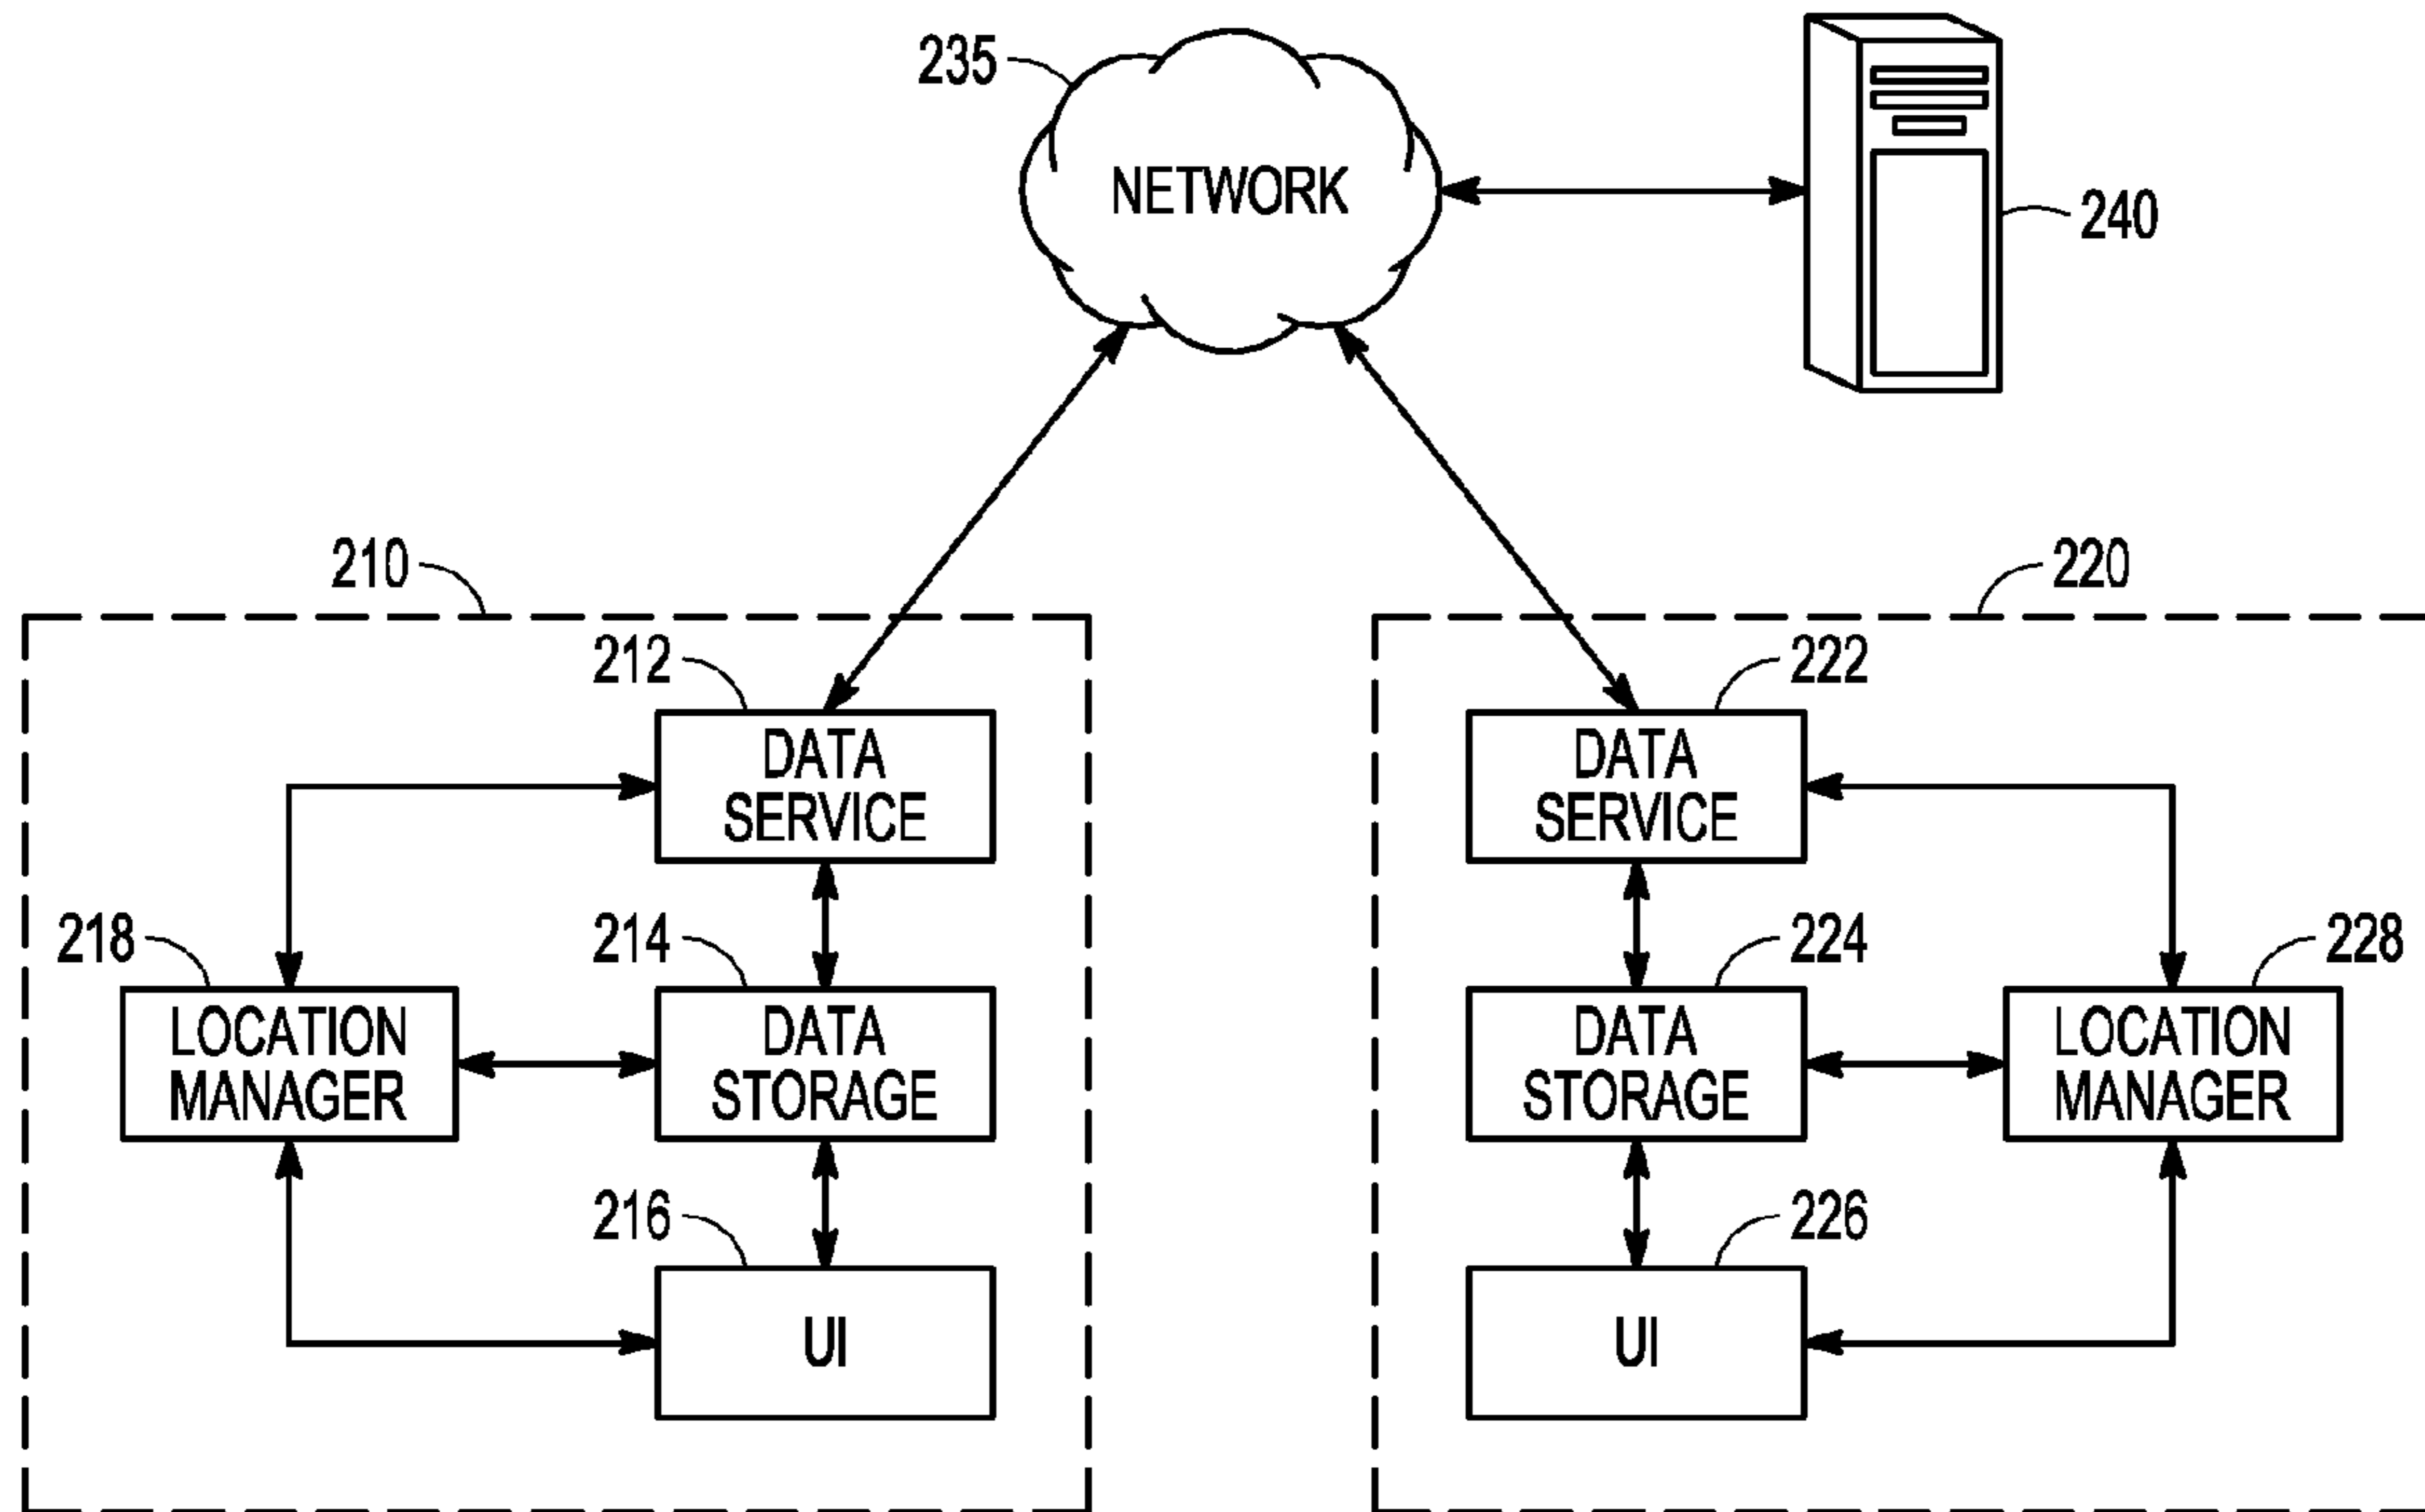 235
NETWORK
240
210
220
212
DATA
SERVICE
222
DATA
SERVICE
218
LOCATION
MANAGER
214
DATA
STORAGE
224
DATA
STORAGE
228
LOCATION
MANAGER
216
UI
226
UI